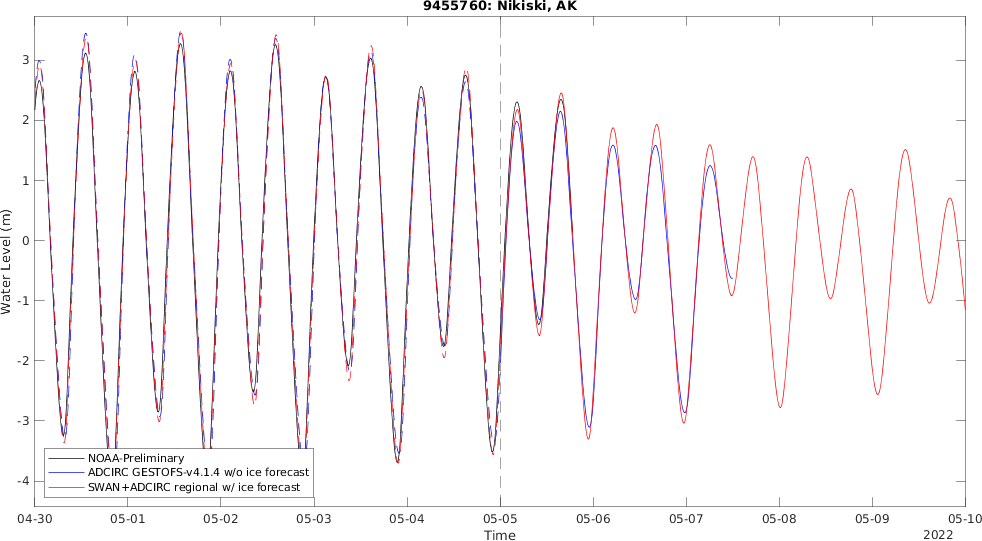 9455760: Nikiski, AK
Water Level (m)
3
2
1
0
-1
-2
-3
-4
NOAA-Preliminary
ADCIRC GESTOFS-v4.1.4 w/o ice forecast
SWAN+ADCIRC regional w/ ice forecast
04-30 05-01 05-02 05-03 05-04 05-05 05-06 05-07 05-08 05-09 05-10
Time
2022